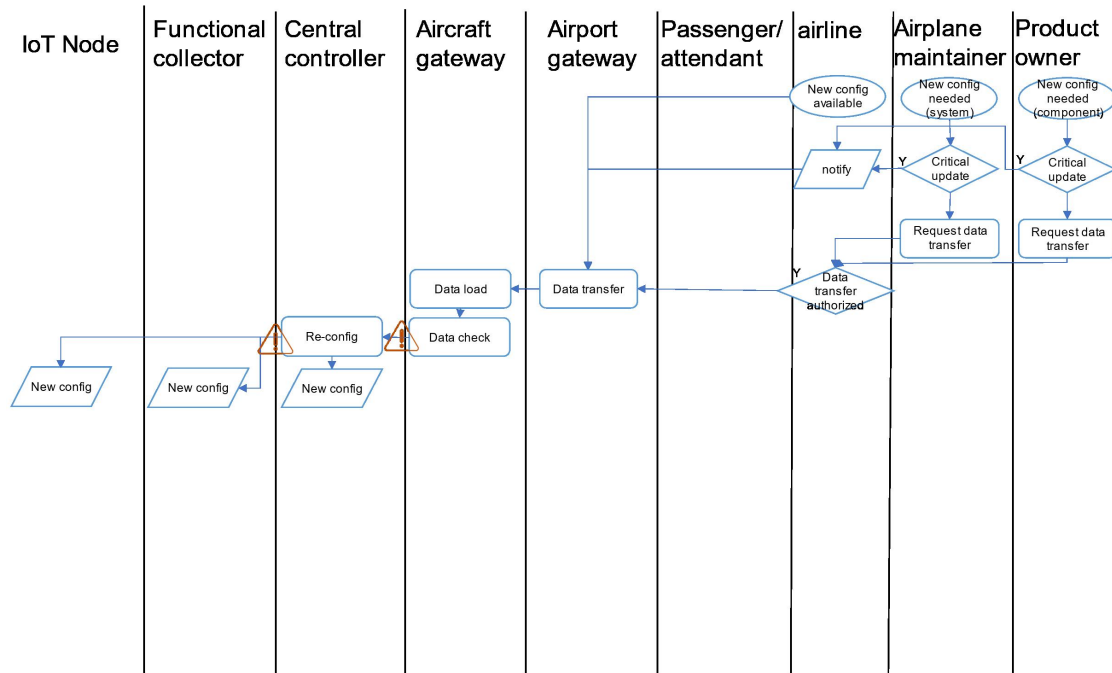 IoT Node
Functional
collector
Central
controller
Aircraft
gateway
Airport
gateway
Passenger/
attendant
airline
Airplane
maintainer
Product
owner
New config
available
New config
needed
(system)
New config
needed
(component)
notify
Y
Critical
update
Y
Critical
update
Request data
transfer
Request data
transfer
Y
Data
transfer
authorized
Data load
Data transfer
!
Re-config
!
Data check
New config
New config
New config